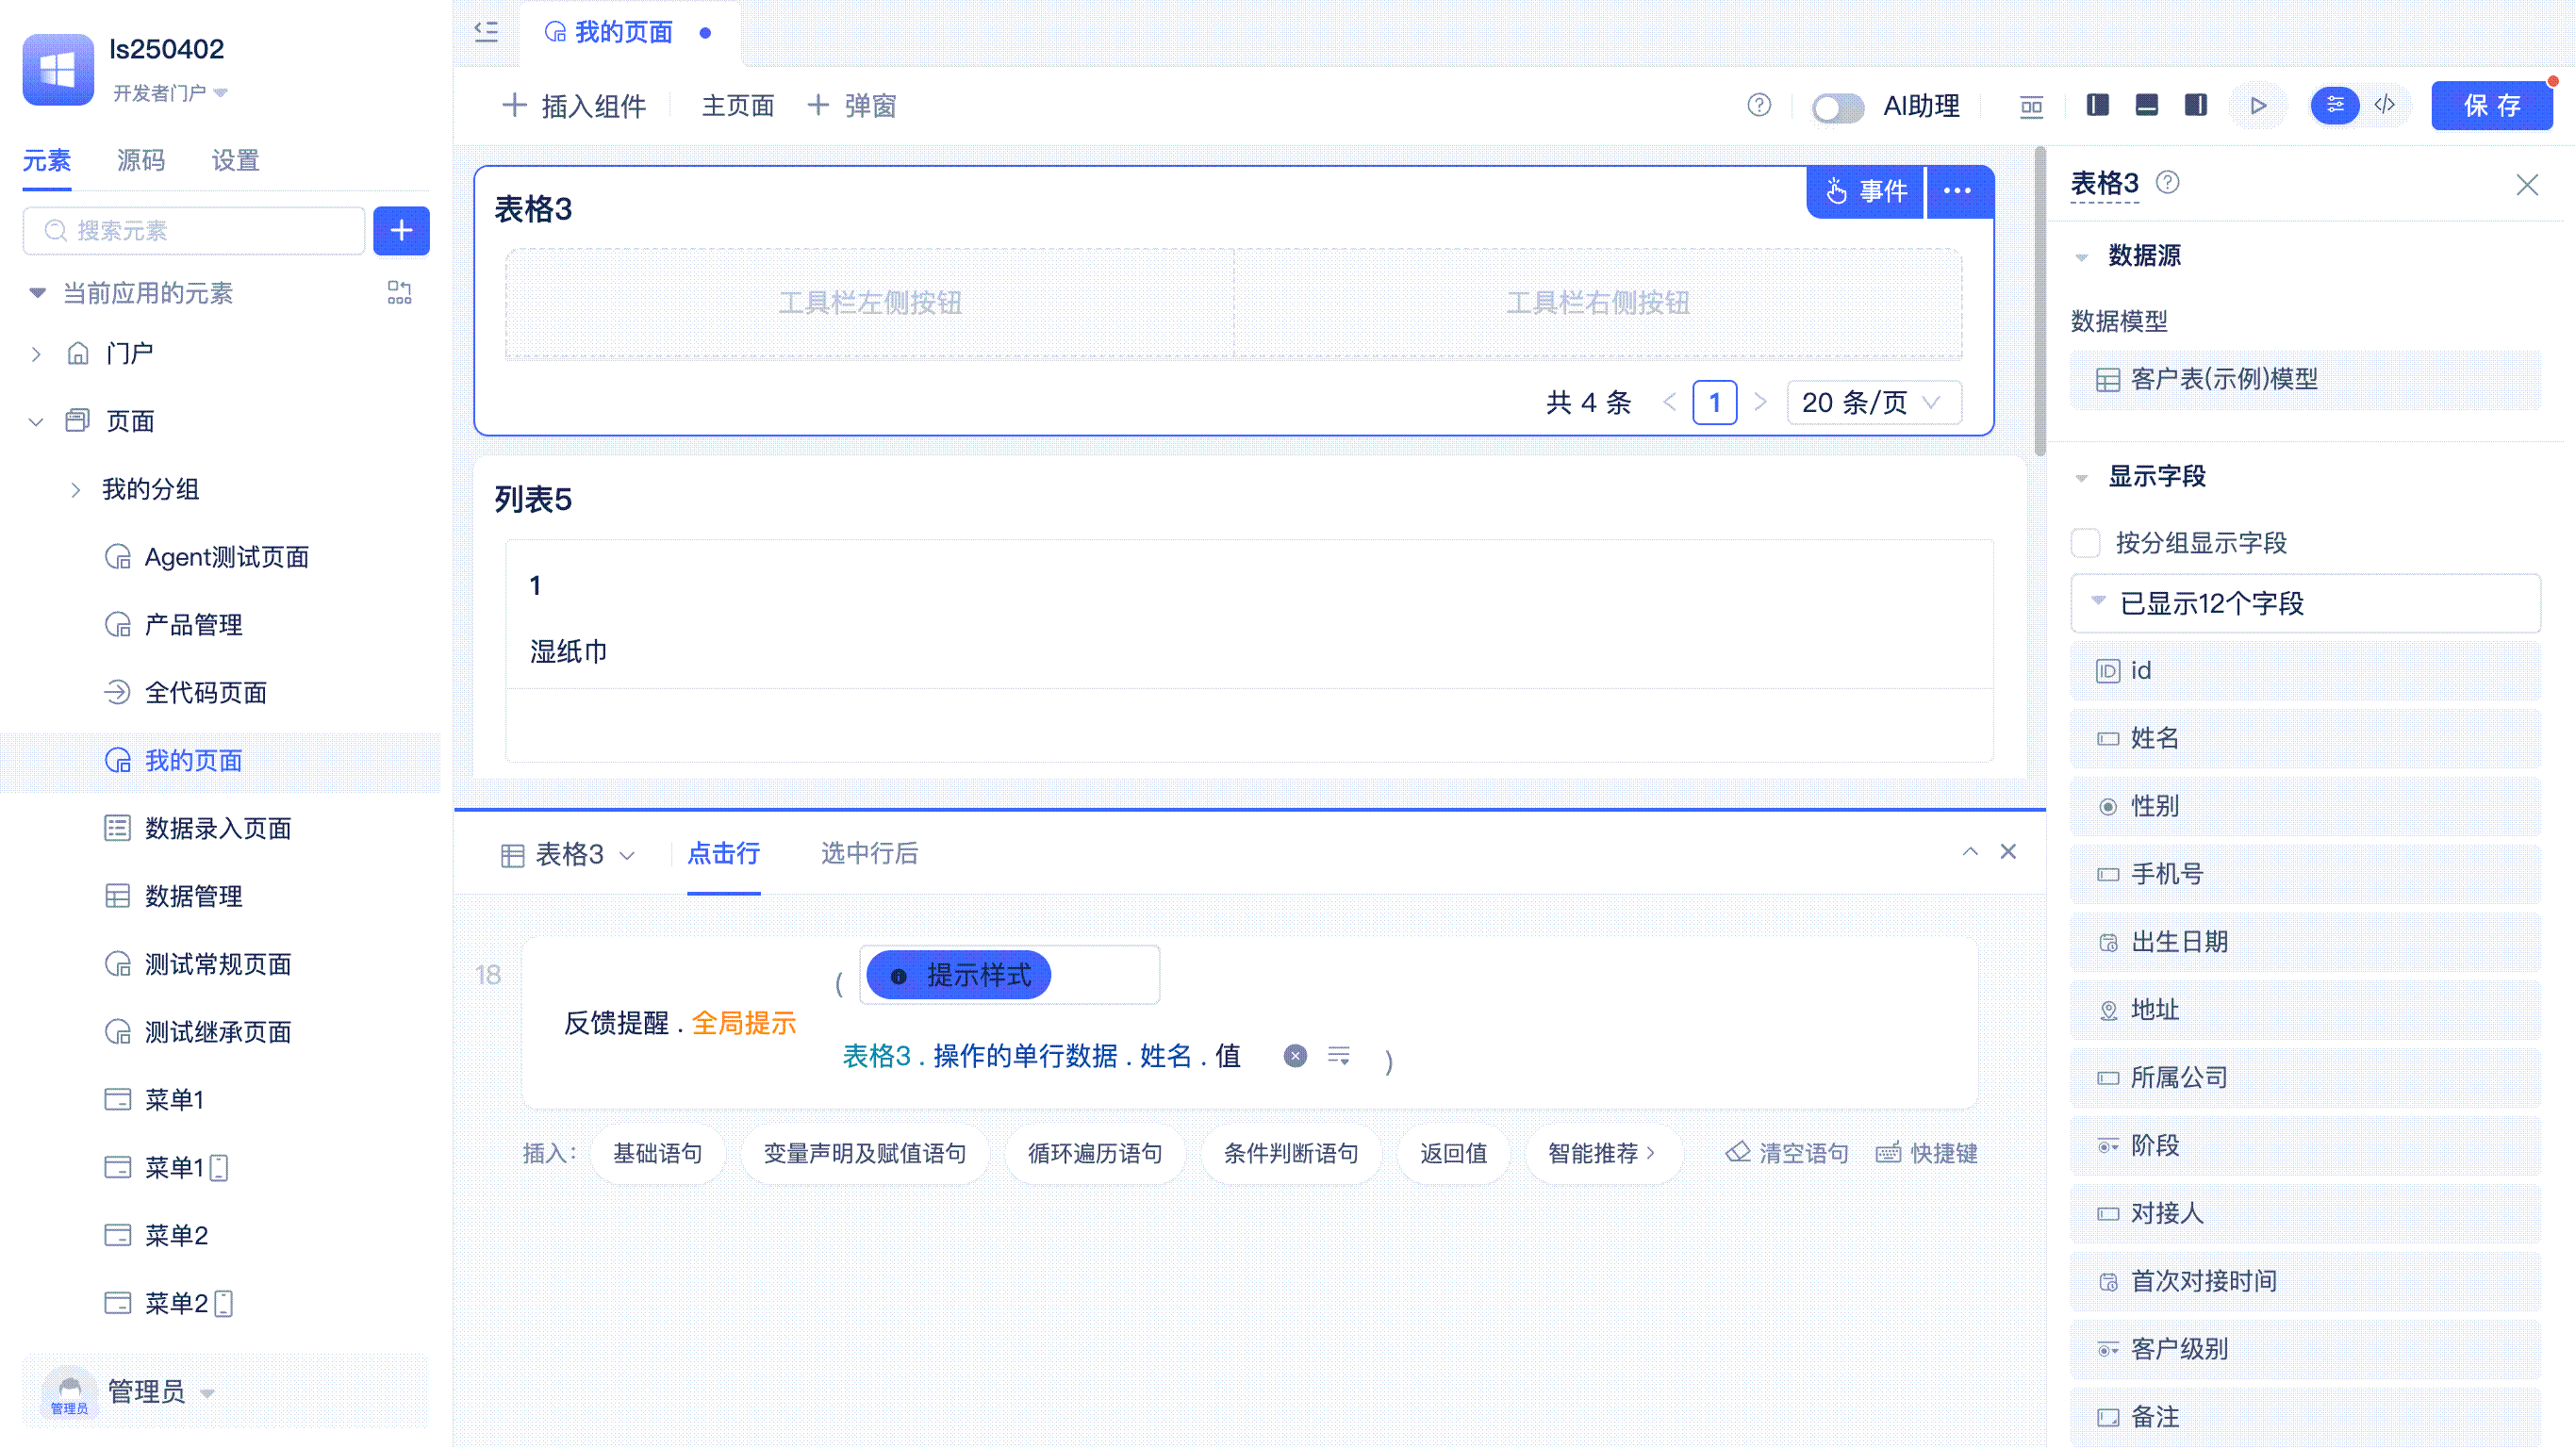 ls250402
开发者门户
元素
源码
设置
搜索元素
当前应用的元素
门户
页面
我的分组
Agent测试页面
产品管理
全代码页面
我的页面
数据录入页面
数据管理
测试常规页面
测试继承页面
菜单1
菜单1
菜单2
菜单2
管理员
管理员
我的页面
插入组件
主页面
弹窗
AI助理
保存
表格3
事件
工具栏左侧按钮
工具栏右侧按钮
共 4 条
1
20 条/页
列表5
1
湿纸巾
表格3
点击行
选中行后
18
反馈提醒 . 全局提示
(
提示样式
表格3 . 操作的单行数据 . 姓名 . 值
)
插入:
基础语句
变量声明及赋值语句
循环遍历语句
条件判断语句
返回值
智能推荐
清空语句
快捷键
表格3
数据源
数据模型
客户表(示例)模型
显示字段
按分组显示字段
已显示12个字段
id
姓名
性别
手机号
出生日期
地址
所属公司
阶段
对接人
首次对接时间
客户级别
备注